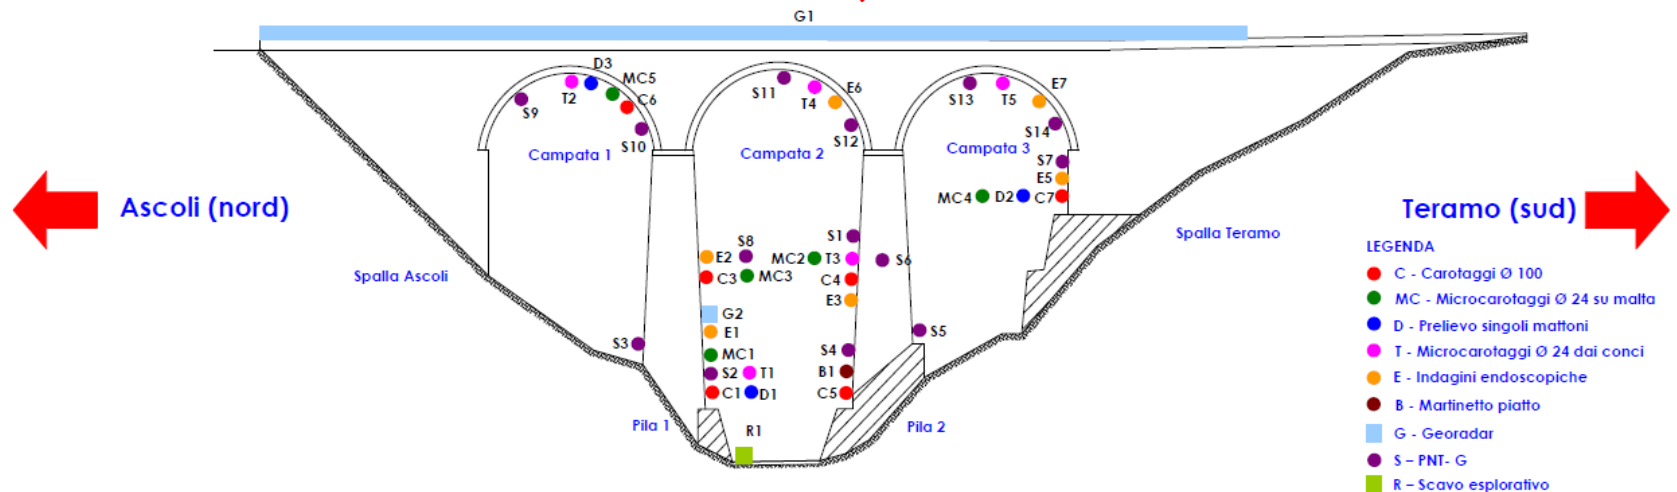 G1
D3
MC5
C6
T2
S9
S10
S11
T4
E6
S12
S13
T5
E7
S14
Campata 1
Campata 2
Campata 3
S7
E5
MC4
D2
C7
Ascoli (nord)
Teramo (sud)
Spalla Ascoli
Spalla Teramo
S8
E2
C3
MC3
S1
MC2
T3
S6
C4
E3
G2
E1
MC1
S2
T1
C1
D1
S3
S5
S4
B1
C5
Pila 1
R1
Pila 2
LEGENDA
C - Carotaggi Ø 100
MC - Microcarotaggi Ø 24 su malta
D - Prelievo singoli mattoni
T - Microcarotaggi Ø 24 dai conci
E - Indagini endoscopiche
B - Martinetto piatto
G - Georadar
S – PNT- G
R – Scavo esplorativo